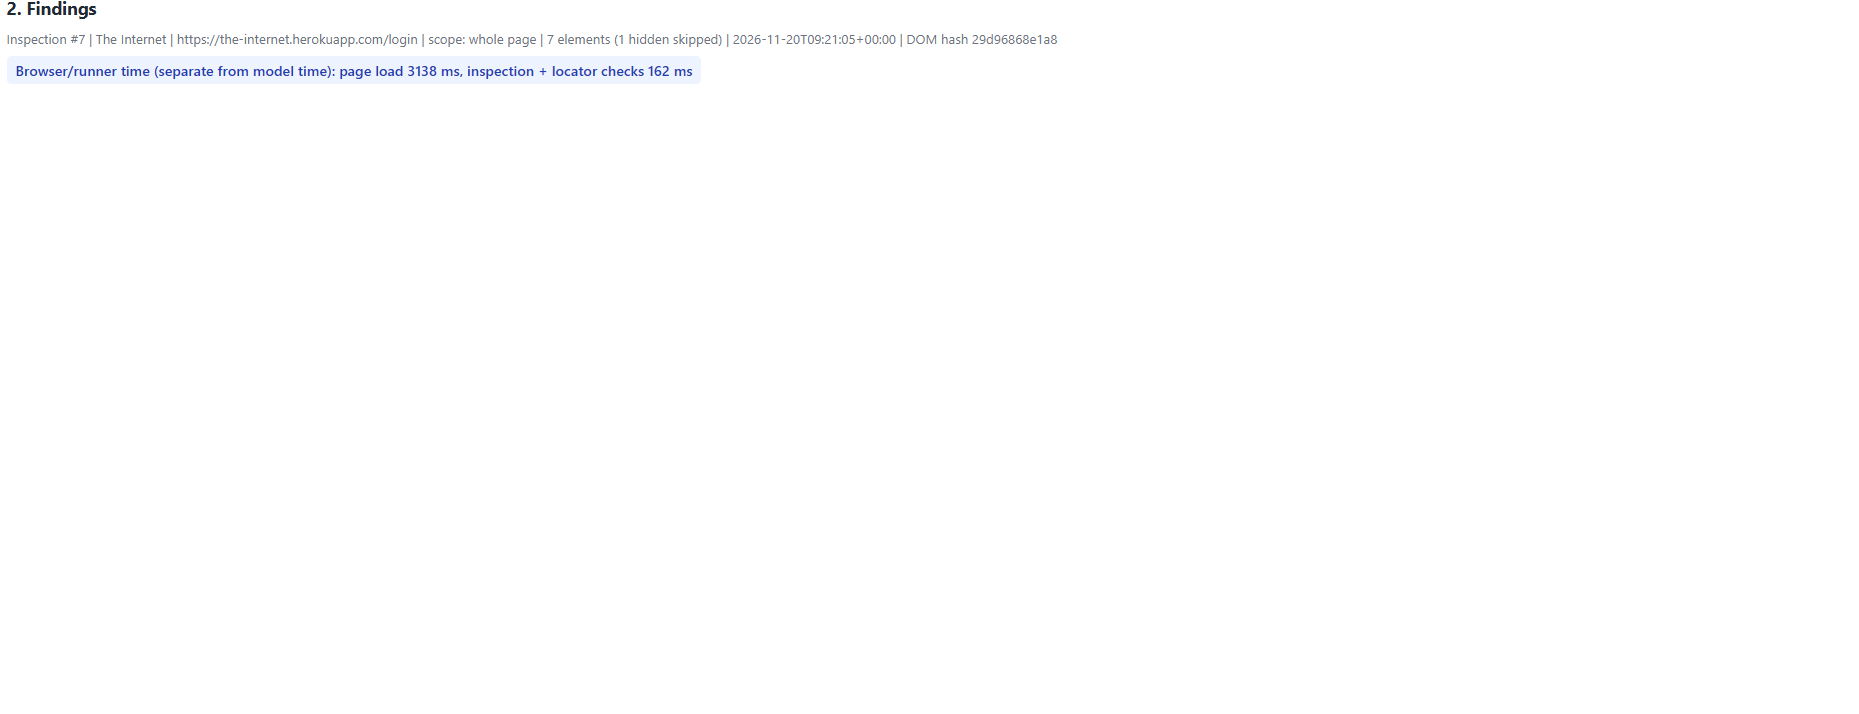 2. Findings
Inspection #7 | The Internet | https://the-internet.herokuapp.com/login | scope: whole page | 7 elements (1 hidden skipped) | 2026-11-20T09:21:05+00:00 | DOM hash 29d96868e1a8
Browser/runner time (separate from model time): page load 3138 ms, inspection + locator checks 162 ms